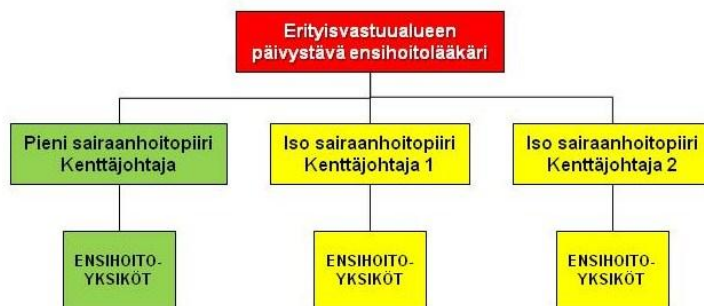 Erityisvastuualueen
päivystävä ensihoitolääkäri
Pieni sairaanhoitopiiri
Kenttäjohtaja
Iso sairaanhoitopiiri
Kenttäjohtaja 1
Iso sairaanhoitopiiri
Kenttäjohtaja 2
ENSIHOITO-
YKSIKÖT
ENSIHOITO-
YKSIKÖT
ENSIHOITO-
YKSIKÖT